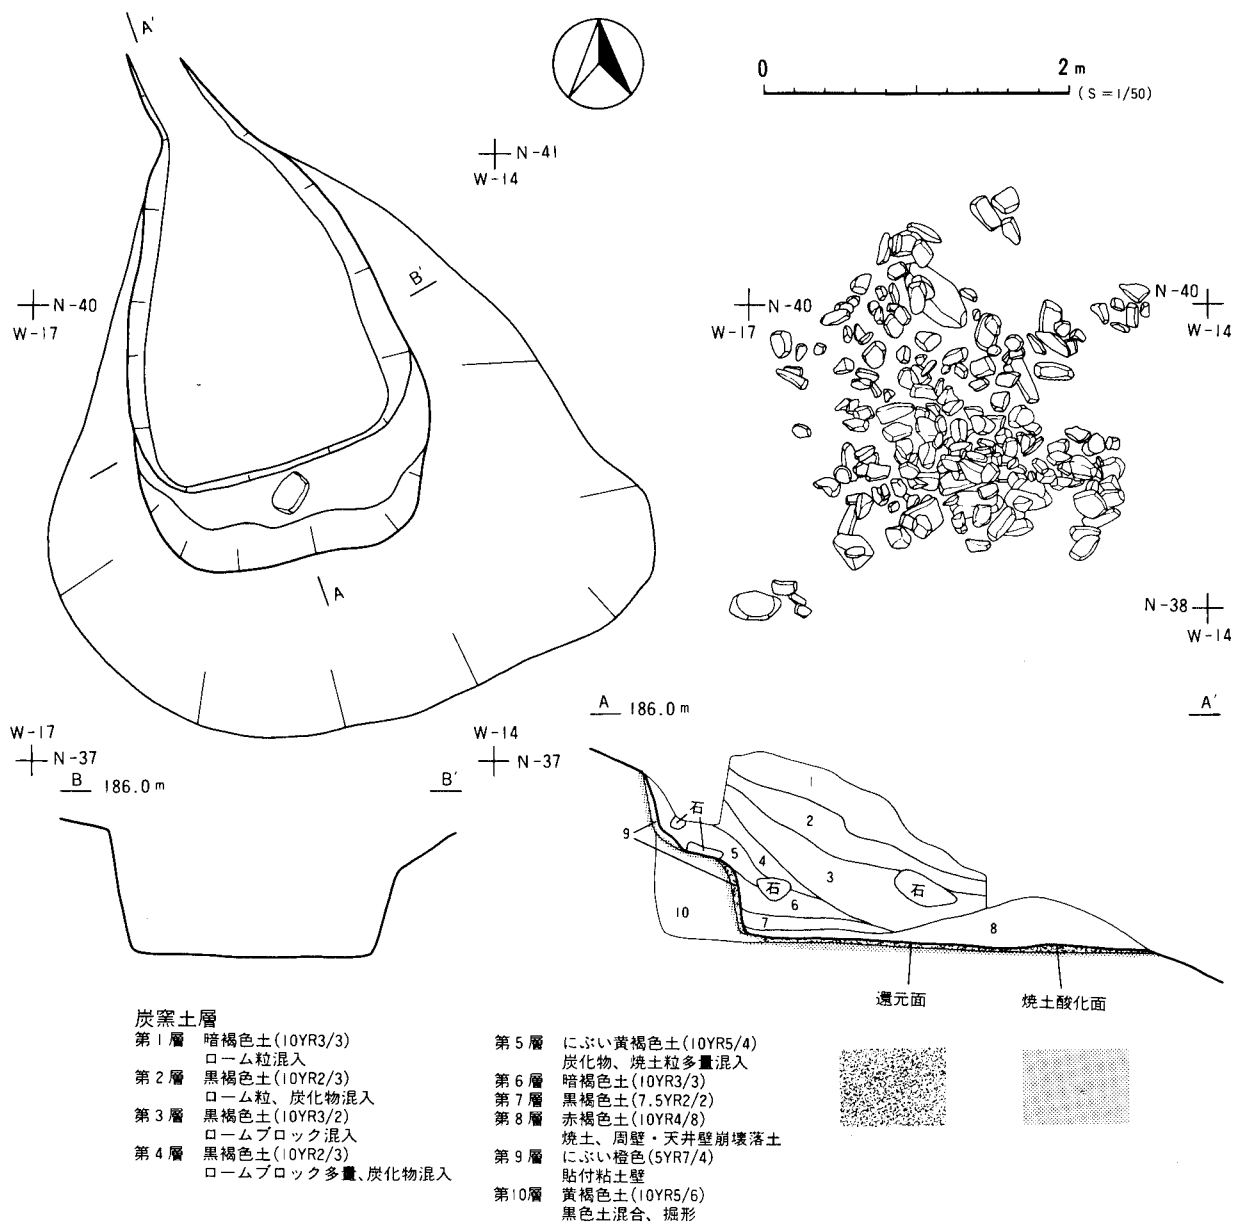 A'
0 2m
(S=1/50)
N-41
W-14
B'
N-40
W-17
N-40
W-17
N-40
W-14
A
N-38
W-14
W-17
N-37
W-14
N-37
B 186.0m B'
A 186.0m A'
1
2
石
9
5
4
3
石
石
6
10
7
8
還元面
焼土酸化面
炭窯土層
第1層 暗褐色土(10YR3/3)
ローム粒混入
第2層 黒褐色土(10YR2/3)
ローム粒、炭化物混入
第3層 黒褐色土(10YR3/2)
ロームブロック混入
第4層 黒褐色土(10YR2/3)
ロームブロック多量、炭化物混入
第5層 にぶい黄褐色土(10YR5/4)
炭化物、焼土粒多量混入
第6層 暗褐色土(10YR3/3)
第7層 黒褐色土(7.5YR2/2)
第8層 赤褐色土(10YR4/8)
焼土、周壁・天井壁崩壊落土
第9層 にぶい橙色(5YR7/4)
貼付粘土壁
第10層 黄褐色土(10YR5/6)
黒色土混合、掘形